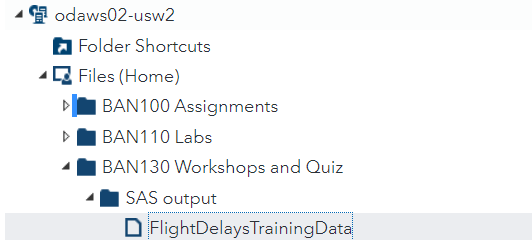 odaws02-usw2
Folder Shortcuts
Files (Home)
BAN100 Assignments
BAN110 Labs
BAN130 Workshops and Quiz
SAS output
FlightDelaysTrainingData